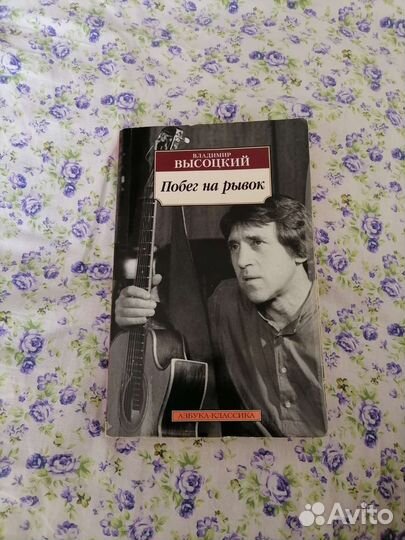 ВЛАДИМИР
ВЫСОЦКИЙ
Побег на рывок
АЗБУКА-КЛАССИКА
Avito